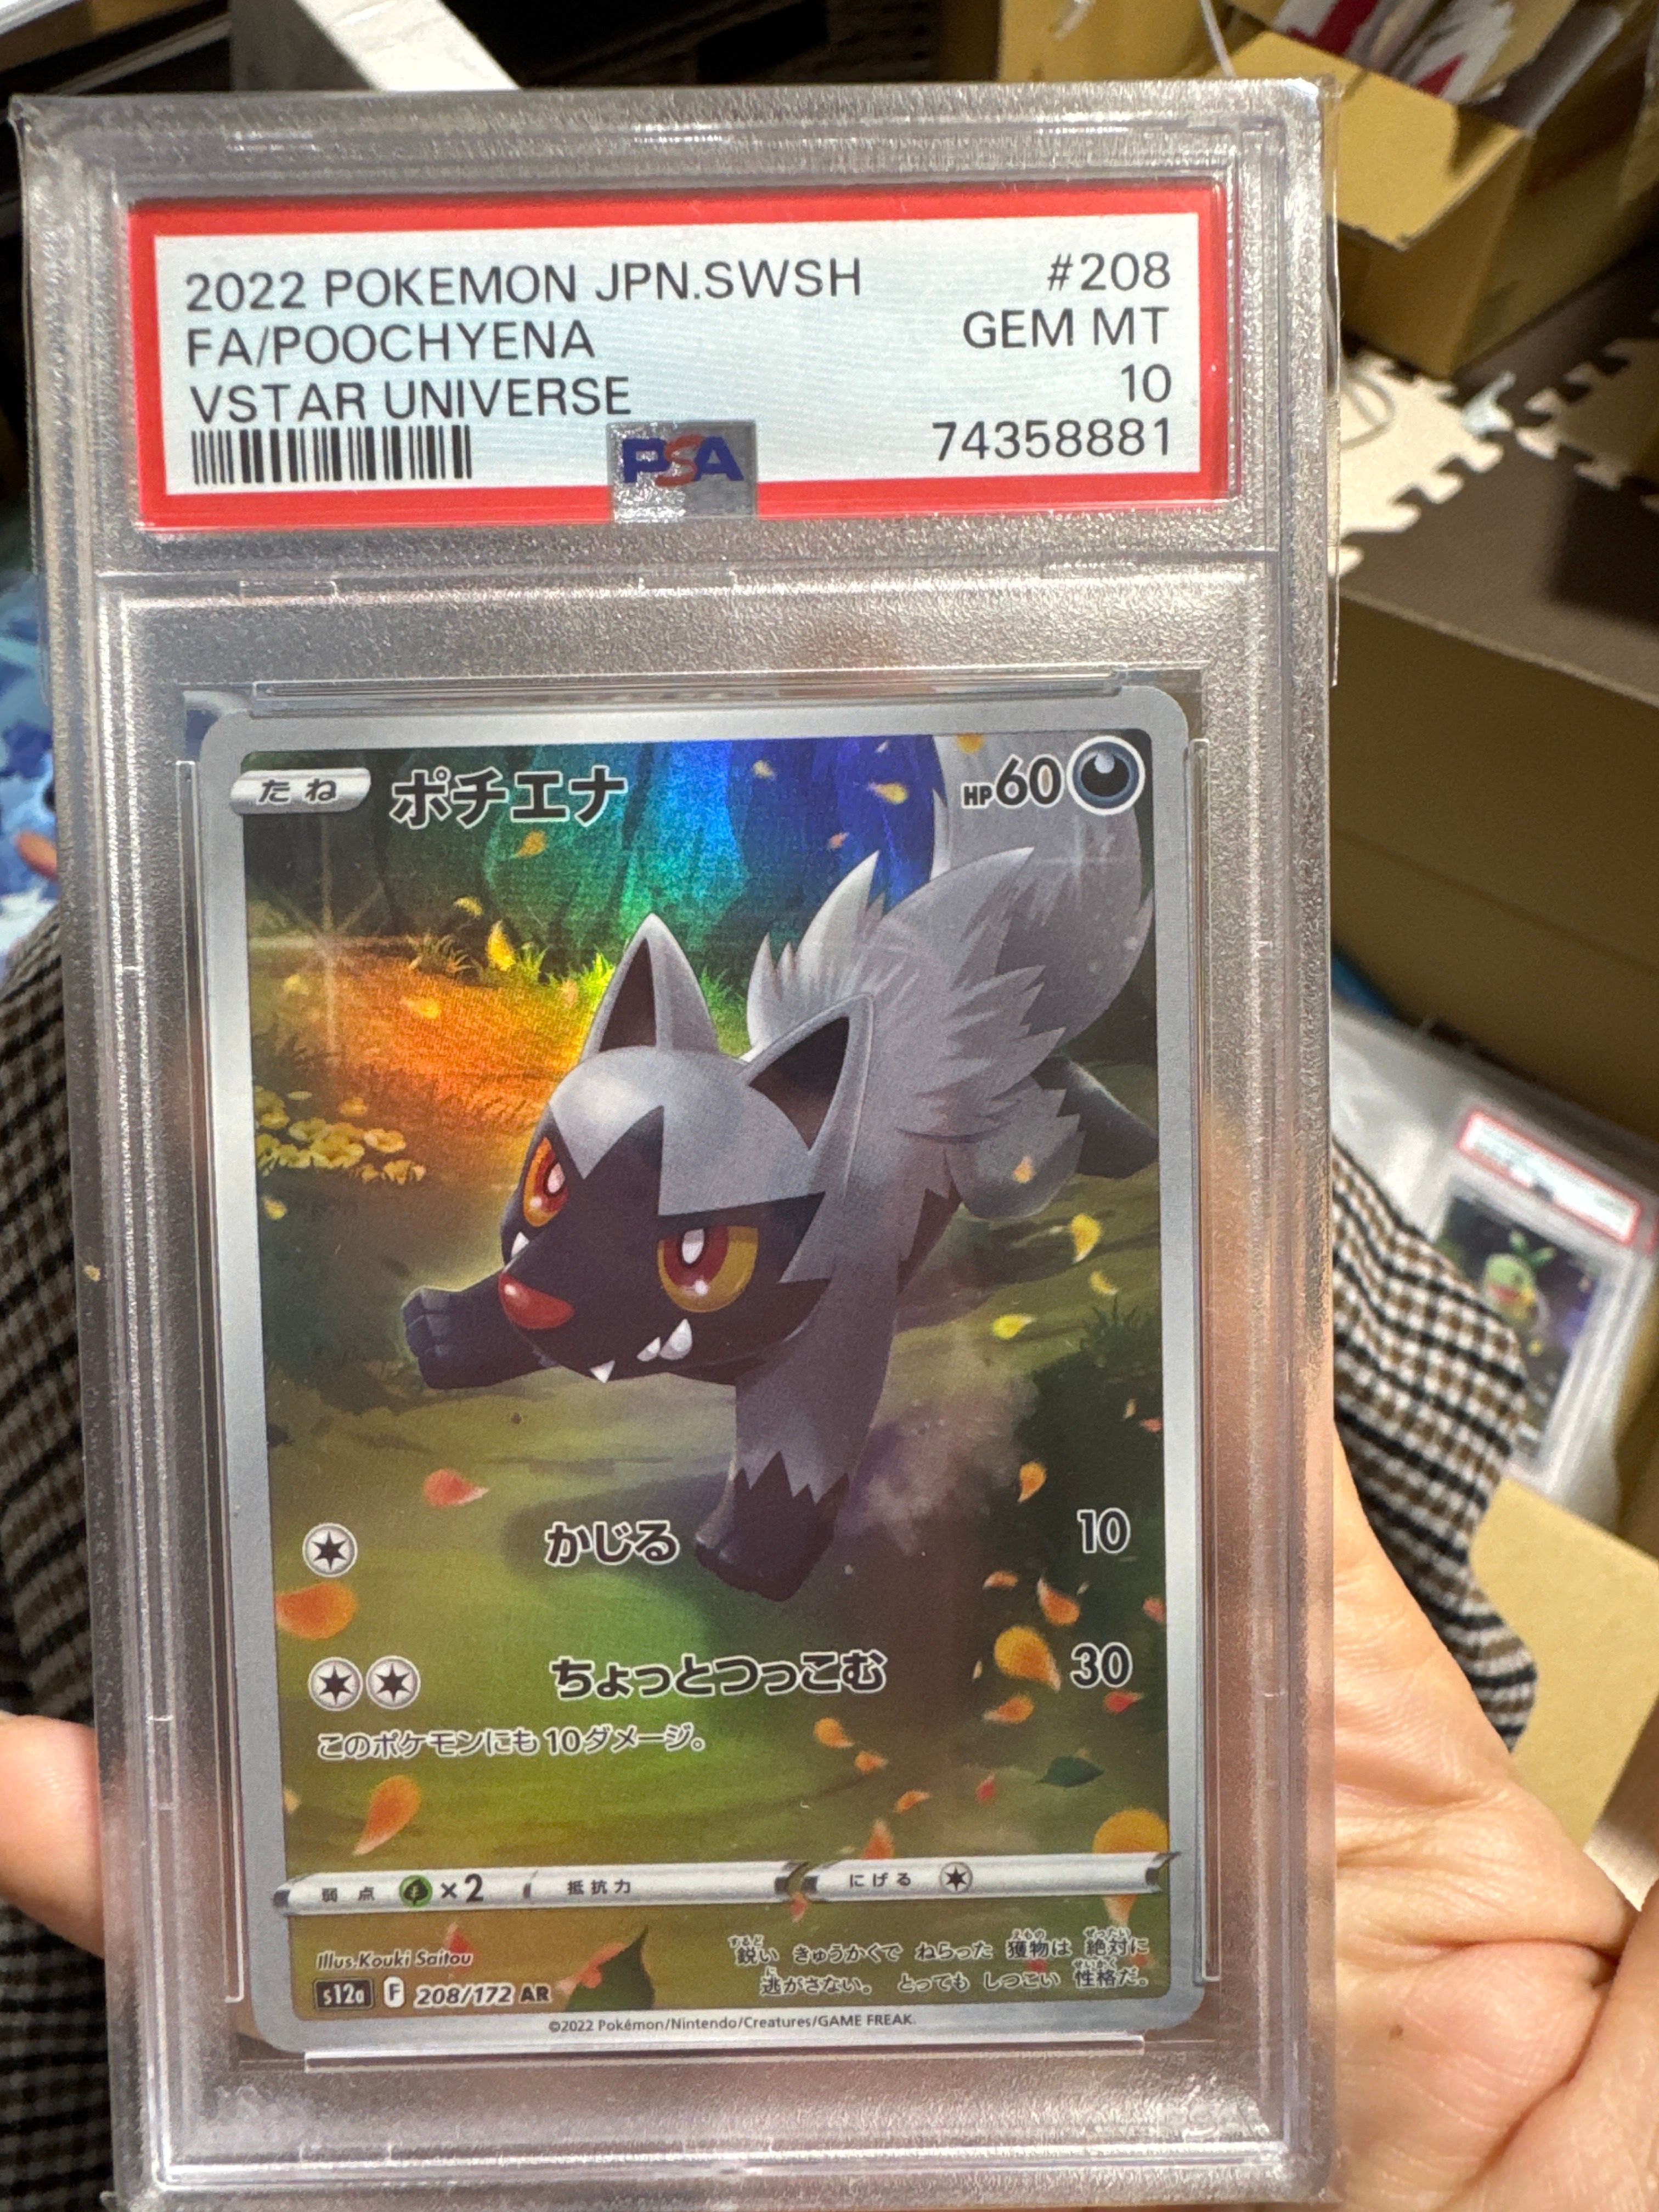 2022 POKEMON JPN.SWSH #208
FA/POOCHYENA GEM MT
VSTAR UNIVERSE 10
PSA 74358881
たね ポチエナ HP60
かじる 10
ちょっとつっこむ 30
このポケモンにも10ダメージ。
弱点 ×2 抵抗力 にげる
Illus. Kouki Saitou
鋭い きゅうかくで ねらった 獲物は 絶対に
逃がさない。 とっても しつこい 性格だ。
s12a F 208/172 AR
©2022 Pokémon/Nintendo/Creatures/GAME FREAK.